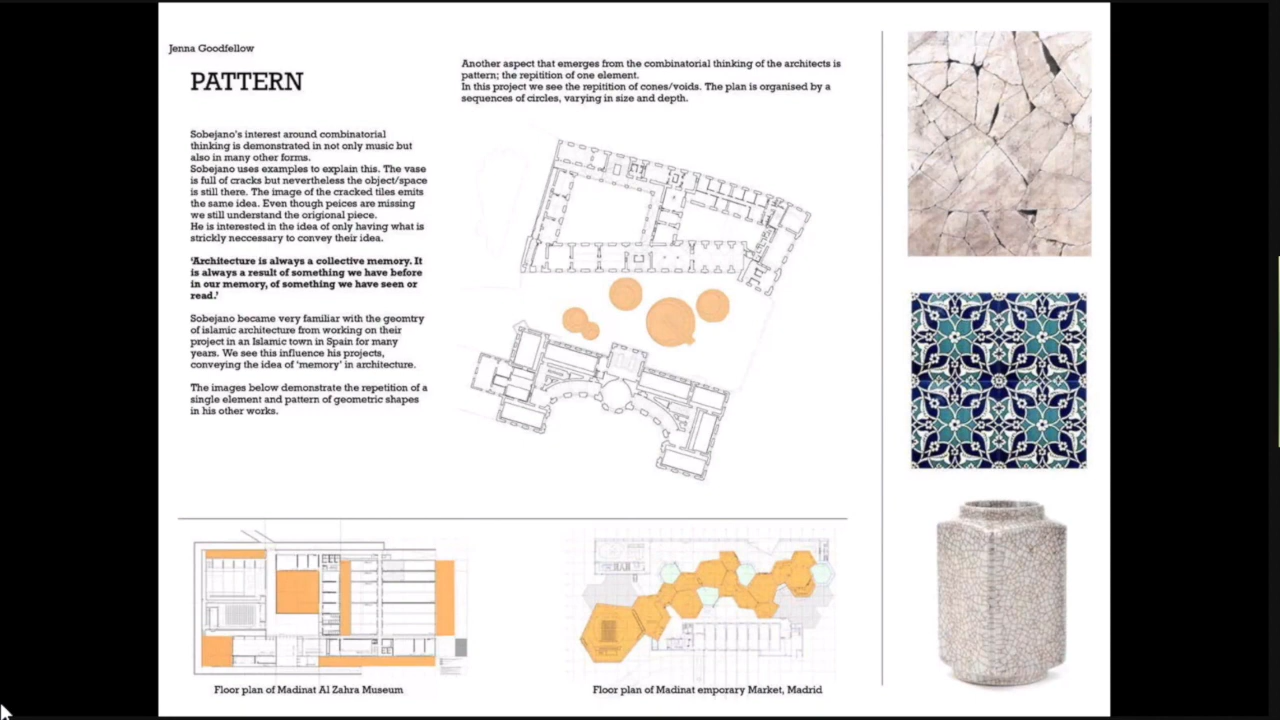 Jenna Goodfellow
PATTERN
Sobejano's interest around combinatorial
thinking is demonstrated in not only music but
also in many other forms.
Sobejano uses examples to explain this. The vase
is full of cracks but nevertheless the object/space
is still there. The image of the cracked tiles emits
the same idea. Even though peices are missing
we still understand the origional piece.
He is interested in the idea of only having what is
strickly neccessary to convey their idea.
'Architecture is always a collective memory. It
is always a result of something we have before
in our memory, of something we have seen or
read.'
Sobejano became very familiar with the geomtry
of islamic architecture from working on their
project in an Islamic town in Spain for many
years. We see this influence his projects,
conveying the idea of 'memory' in architecture.
The images below demonstrate the repetition of a
single element and pattern of geometric shapes
in his other works.
Another aspect that emerges from the combinatorial thinking of the architects is
pattern; the repitition of one element.
In this project we see the repitition of cones/voids. The plan is organised by a
sequences of circles, varying in size and depth.
Floor plan of Madinat Al Zahra Museum
Floor plan of Madinat emporary Market, Madrid